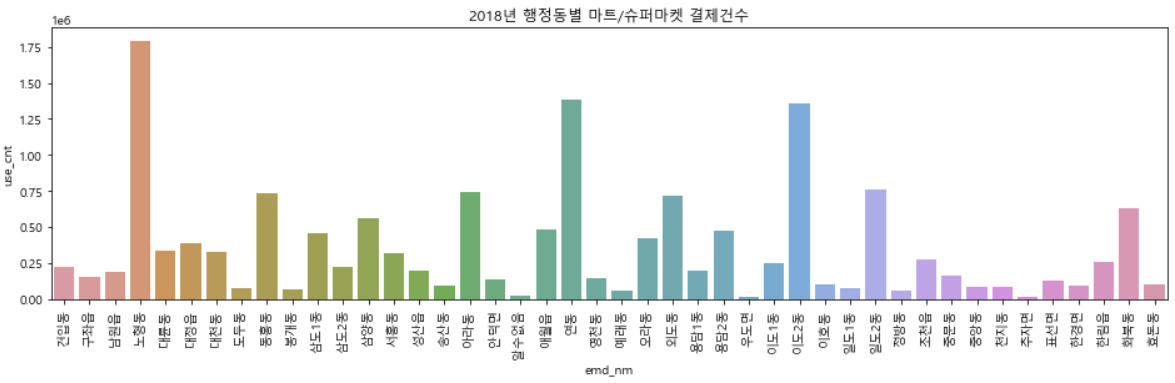 2018년 행정동별 마트/슈퍼마켓 결제건수
1e6
1.75
1.50
1.25
1.00
0.75
0.50
0.25
0.00
use_cnt
건입동
구좌읍
남원읍
노형동
대륜동
대정읍
대천동
도두동
동홍동
봉개동
삼도1동
삼도2동
삼양동
서홍동
성산읍
송산동
아라동
안덕면
알수없음
애월읍
연동
영천동
예래동
오라동
외도동
용담1동
용담2동
우도면
이도1동
이도2동
이호동
일도1동
일도2동
정방동
조천읍
중문동
중앙동
천지동
추자면
표선면
한경면
한림읍
화북동
효돈동
emd_nm